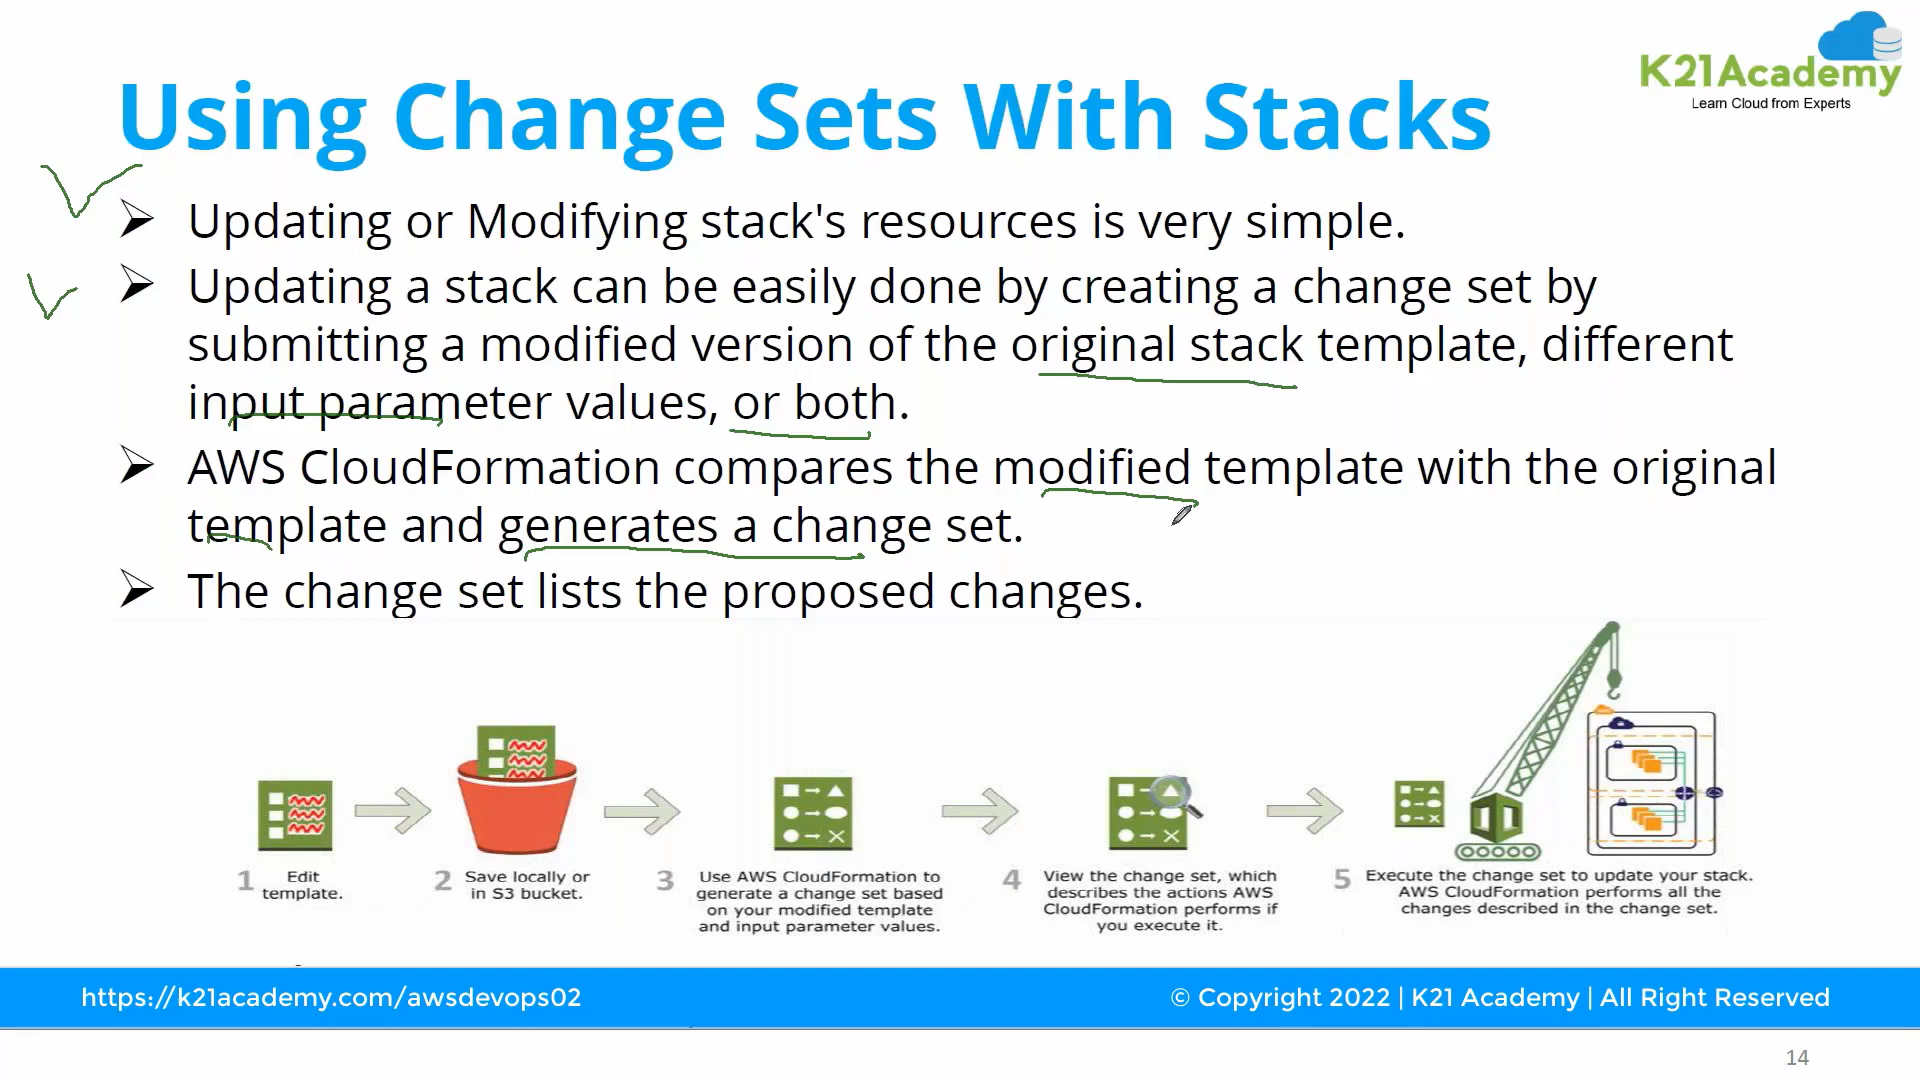 K21Academy
Learn Cloud from Experts
Using Change Sets With Stacks
Updating or Modifying stack's resources is very simple.
Updating a stack can be easily done by creating a change set by
submitting a modified version of the original stack template, different
input parameter values, or both.
AWS CloudFormation compares the modified template with the original
template and generates a change set.
The change set lists the proposed changes.
1 Edit
template.
2 Save locally or
in S3 bucket.
3 Use AWS CloudFormation to
generate a change set based
on your modified template
and input parameter values.
4 View the change set, which
describes the actions AWS
CloudFormation performs if
you execute it.
5 Execute the change set to update your stack.
AWS CloudFormation performs all the
changes described in the change set.
https://k21academy.com/awsdevops02
© Copyright 2022 | K21 Academy | All Right Reserved
14